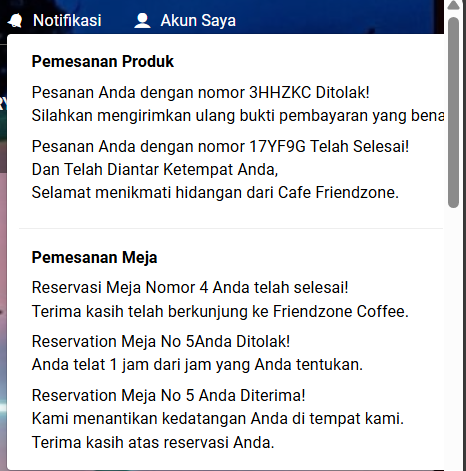 Notifikasi Akun Saya
Pemesanan Produk
Pesanan Anda dengan nomor 3HHZKC Ditolak!
Silahkan mengirimkan ulang bukti pembayaran yang bena
Pesanan Anda dengan nomor 17YF9G Telah Selesai!
Dan Telah Diantar Ketempat Anda,
Selamat menikmati hidangan dari Cafe Friendzone.
Pemesanan Meja
Reservasi Meja Nomor 4 Anda telah selesai!
Terima kasih telah berkunjung ke Friendzone Coffee.
Reservation Meja No 5Anda Ditolak!
Anda telat 1 jam dari jam yang Anda tentukan.
Reservation Meja No 5 Anda Diterima!
Kami menantikan kedatangan Anda di tempat kami.
Terima kasih atas reservasi Anda.